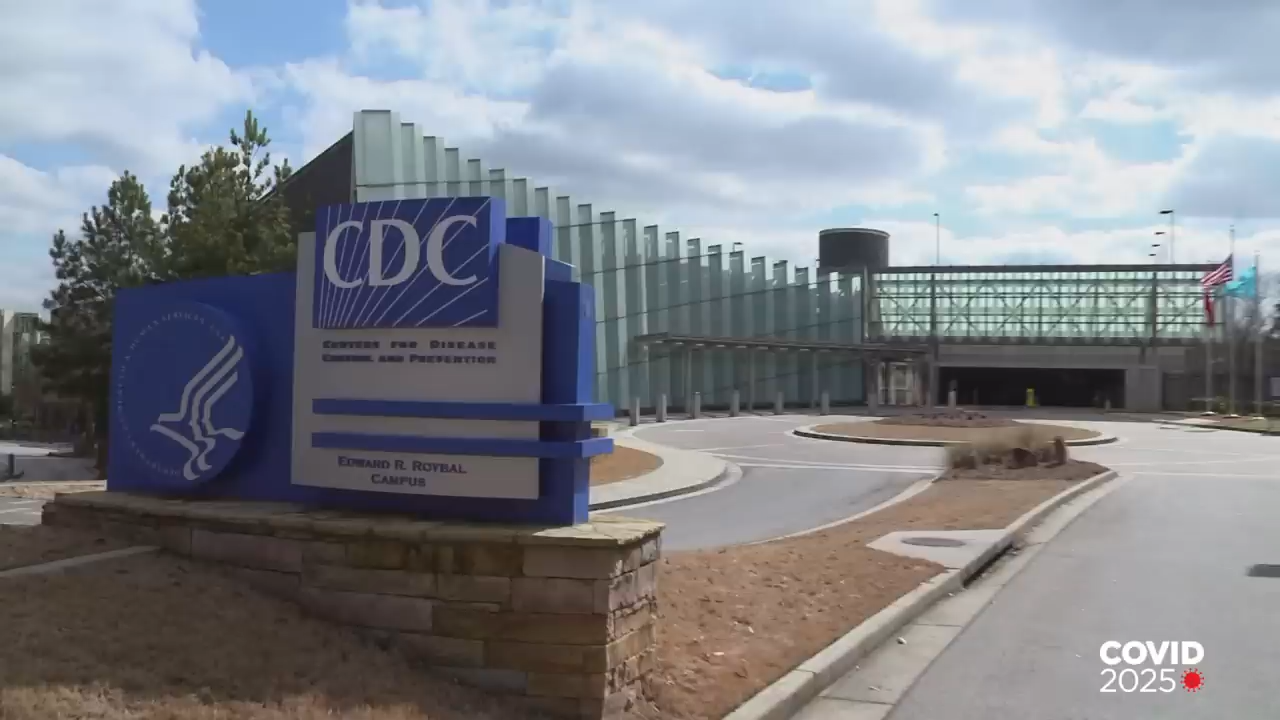 CDC
CENTERS FOR DISEASE
CONTROL AND PREVENTION
EDWARD R. ROYBAL
CAMPUS
COVID
2025